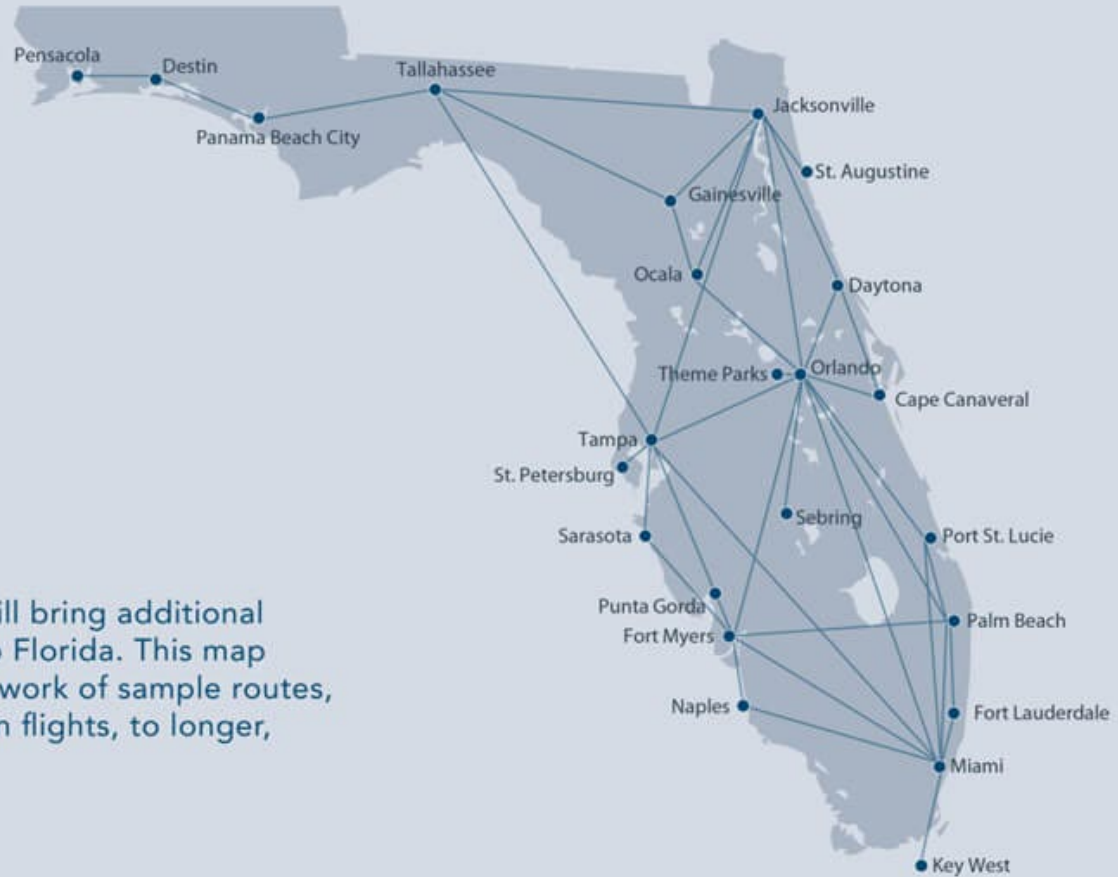 Pensacola
Destin
Tallahassee
Panama Beach City
Jacksonville
St. Augustine
Gainesville
Ocala
Daytona
Theme Parks
Orlando
Cape Canaveral
Tampa
St. Petersburg
Sebring
Sarasota
Port St. Lucie
Punta Gorda
Palm Beach
Fort Myers
Naples
Fort Lauderdale
Miami
Key West
ill bring additional
Florida. This map
work of sample routes,
flights, to longer,